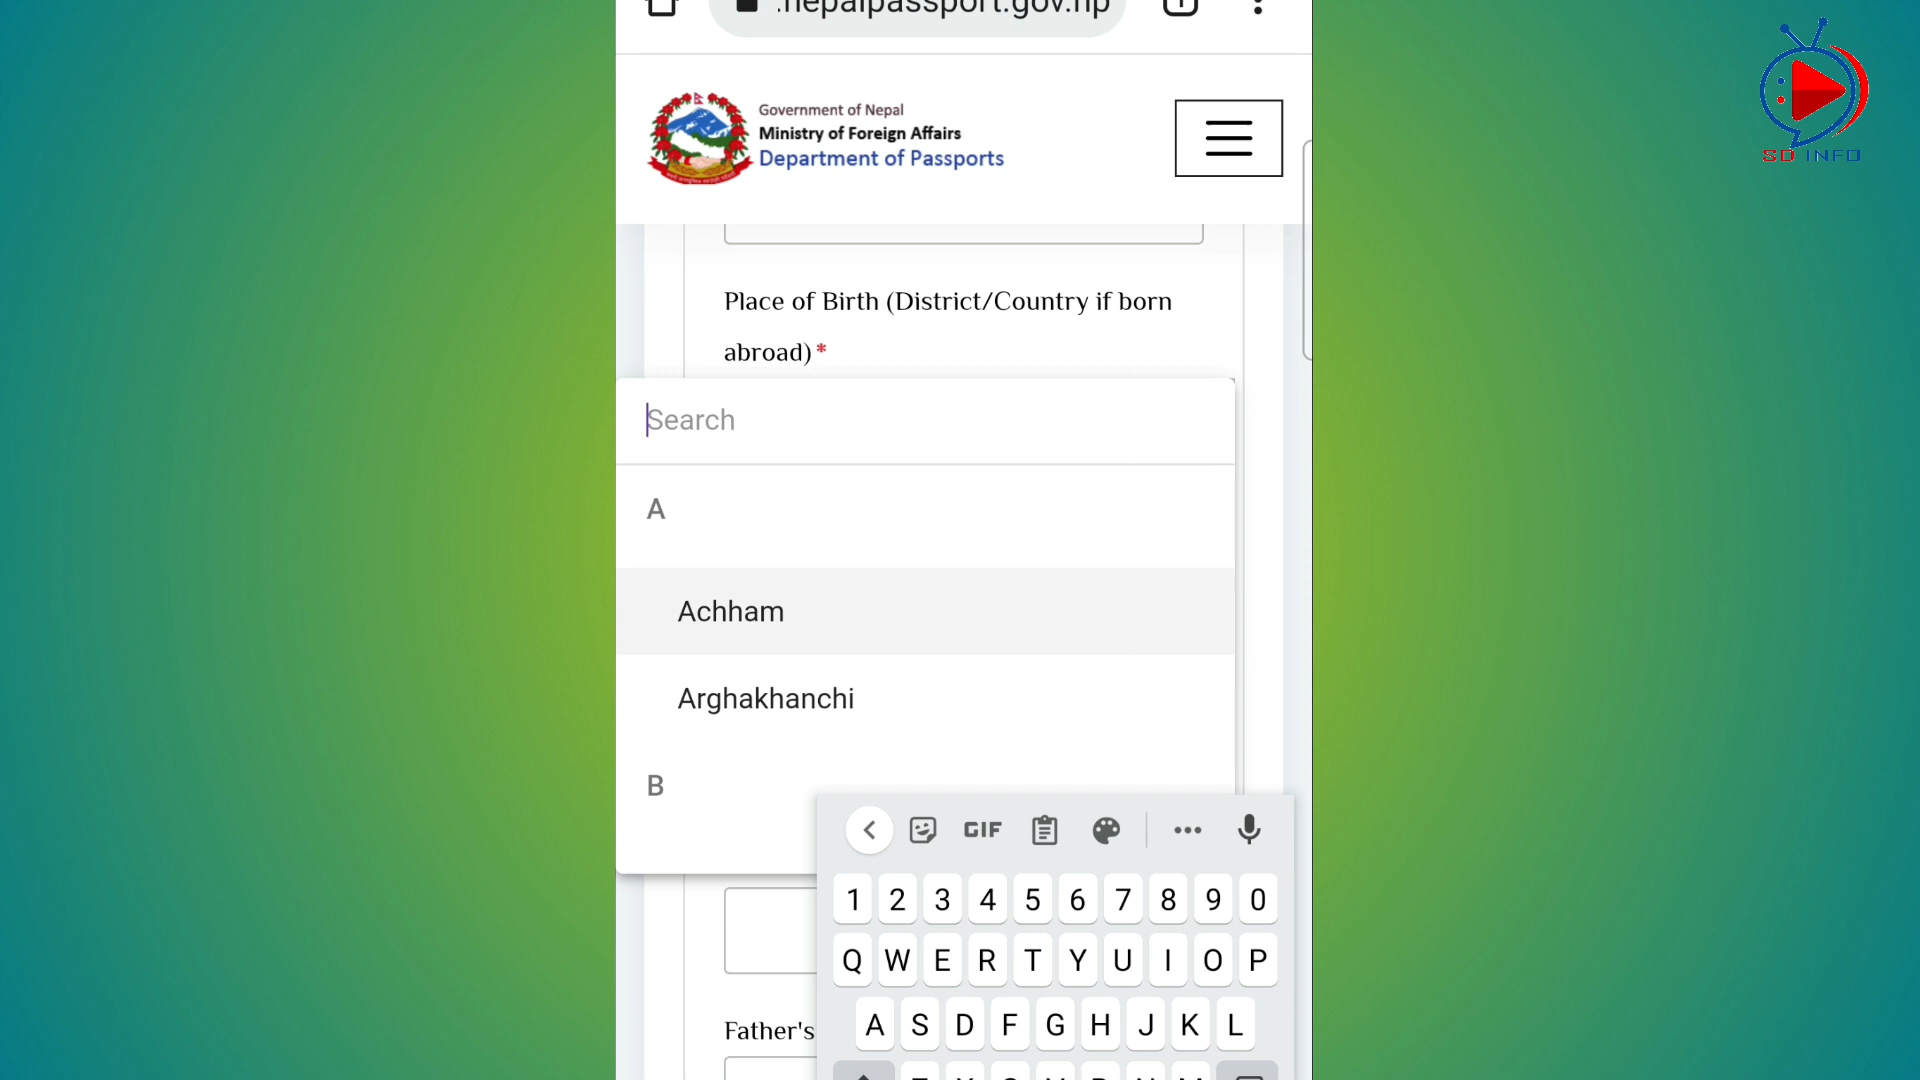 .nepalpassport.gov.np
SD INFO
Government of Nepal
Ministry of Foreign Affairs
Department of Passports
Place of Birth (District/Country if born
abroad)*
Search
A
Achham
Arghakhanchi
B
GIF
1 2 3 4 5 6 7 8 9 0
Q W E R T Y U I O P
Father's
A S D F G H J K L